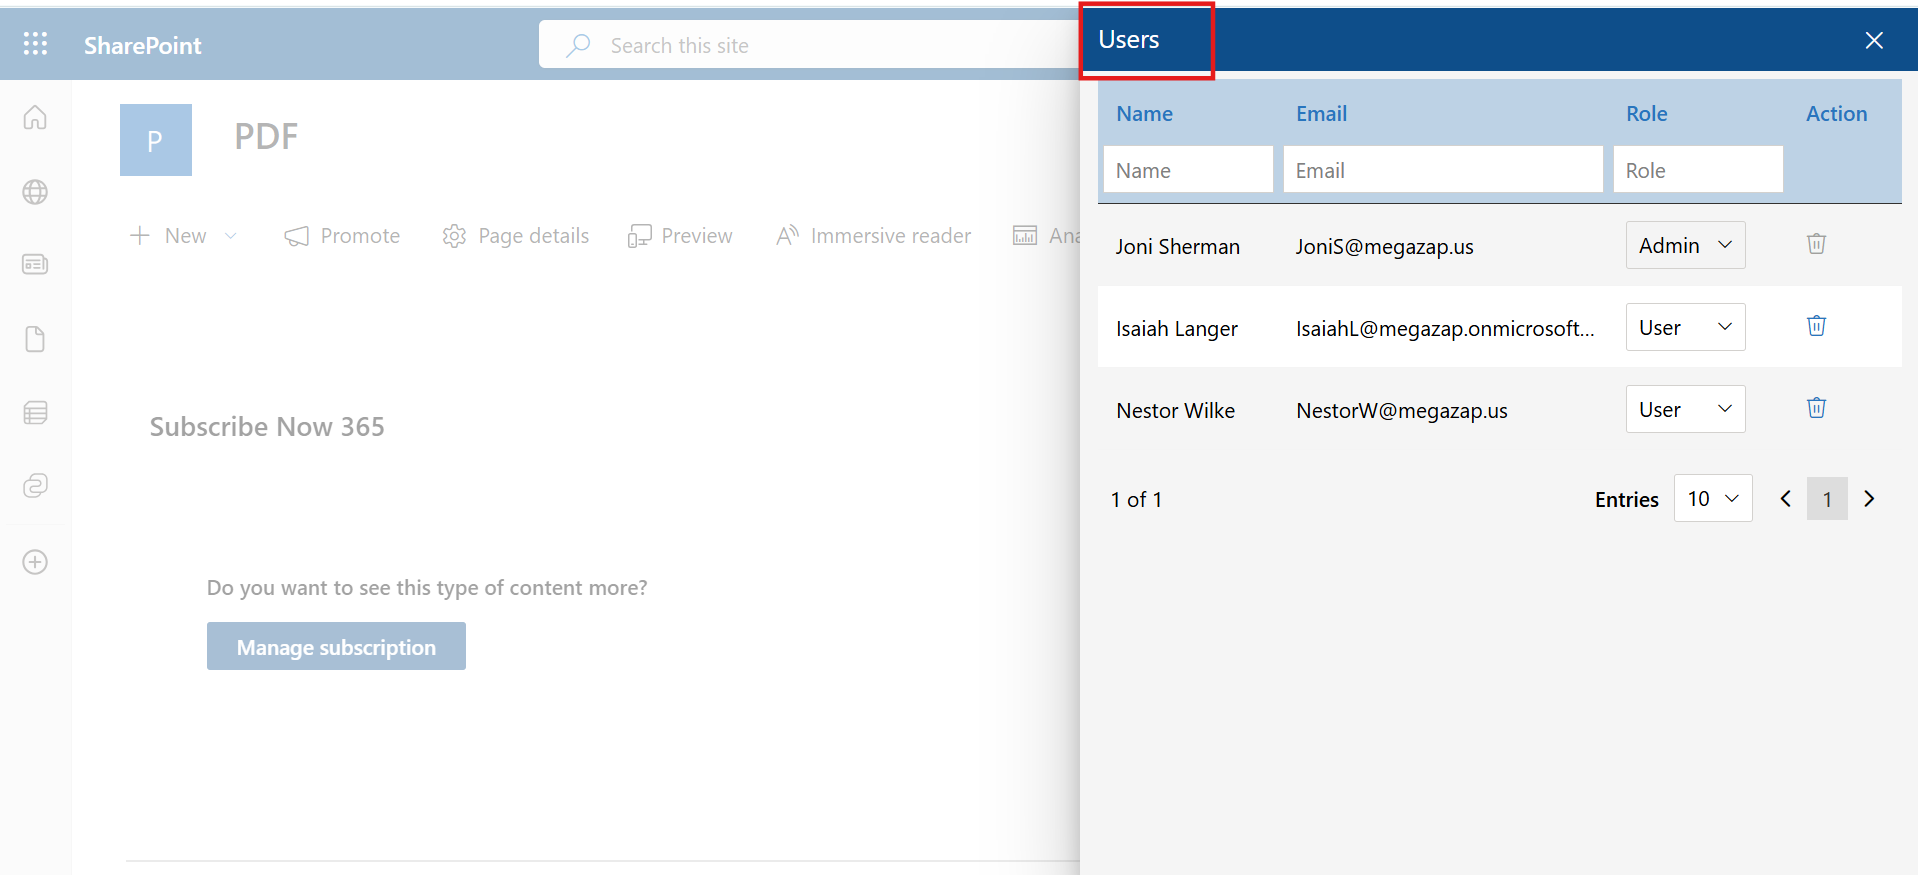 SharePoint
Search this site
Users
P
PDF
New
Promote
Page details
Preview
Immersive reader
Ana
Subscribe Now 365
Do you want to see this type of content more?
Manage subscription
Name Email Role Action
Name Email Role
Joni Sherman JoniS@megazap.us Admin
Isaiah Langer IsaiahL@megazap.onmicrosoft... User
Nestor Wilke NestorW@megazap.us User
1 of 1 Entries 10 1